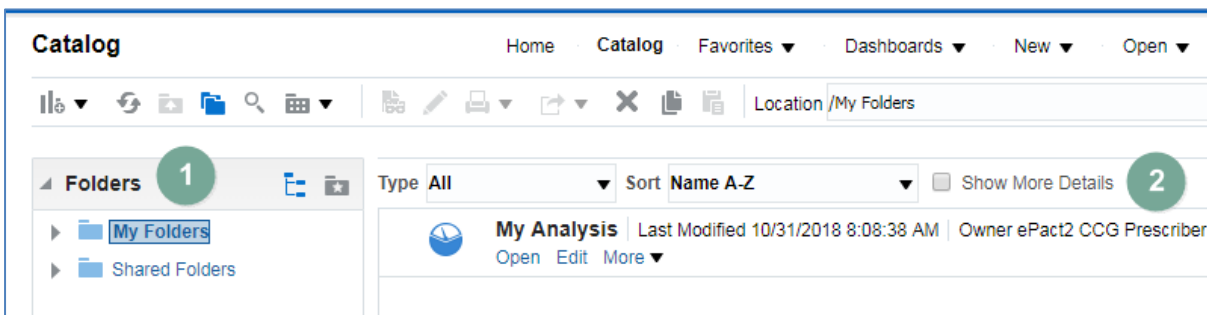 Catalog
Home Catalog Favorites Dashboards New Open
Location /My Folders
Folders 1
Type All Sort Name A-Z Show More Details 2
My Folders
My Analysis Last Modified 10/31/2018 8:08:38 AM Owner ePact2 CCG Prescriber
Open Edit More
Shared Folders